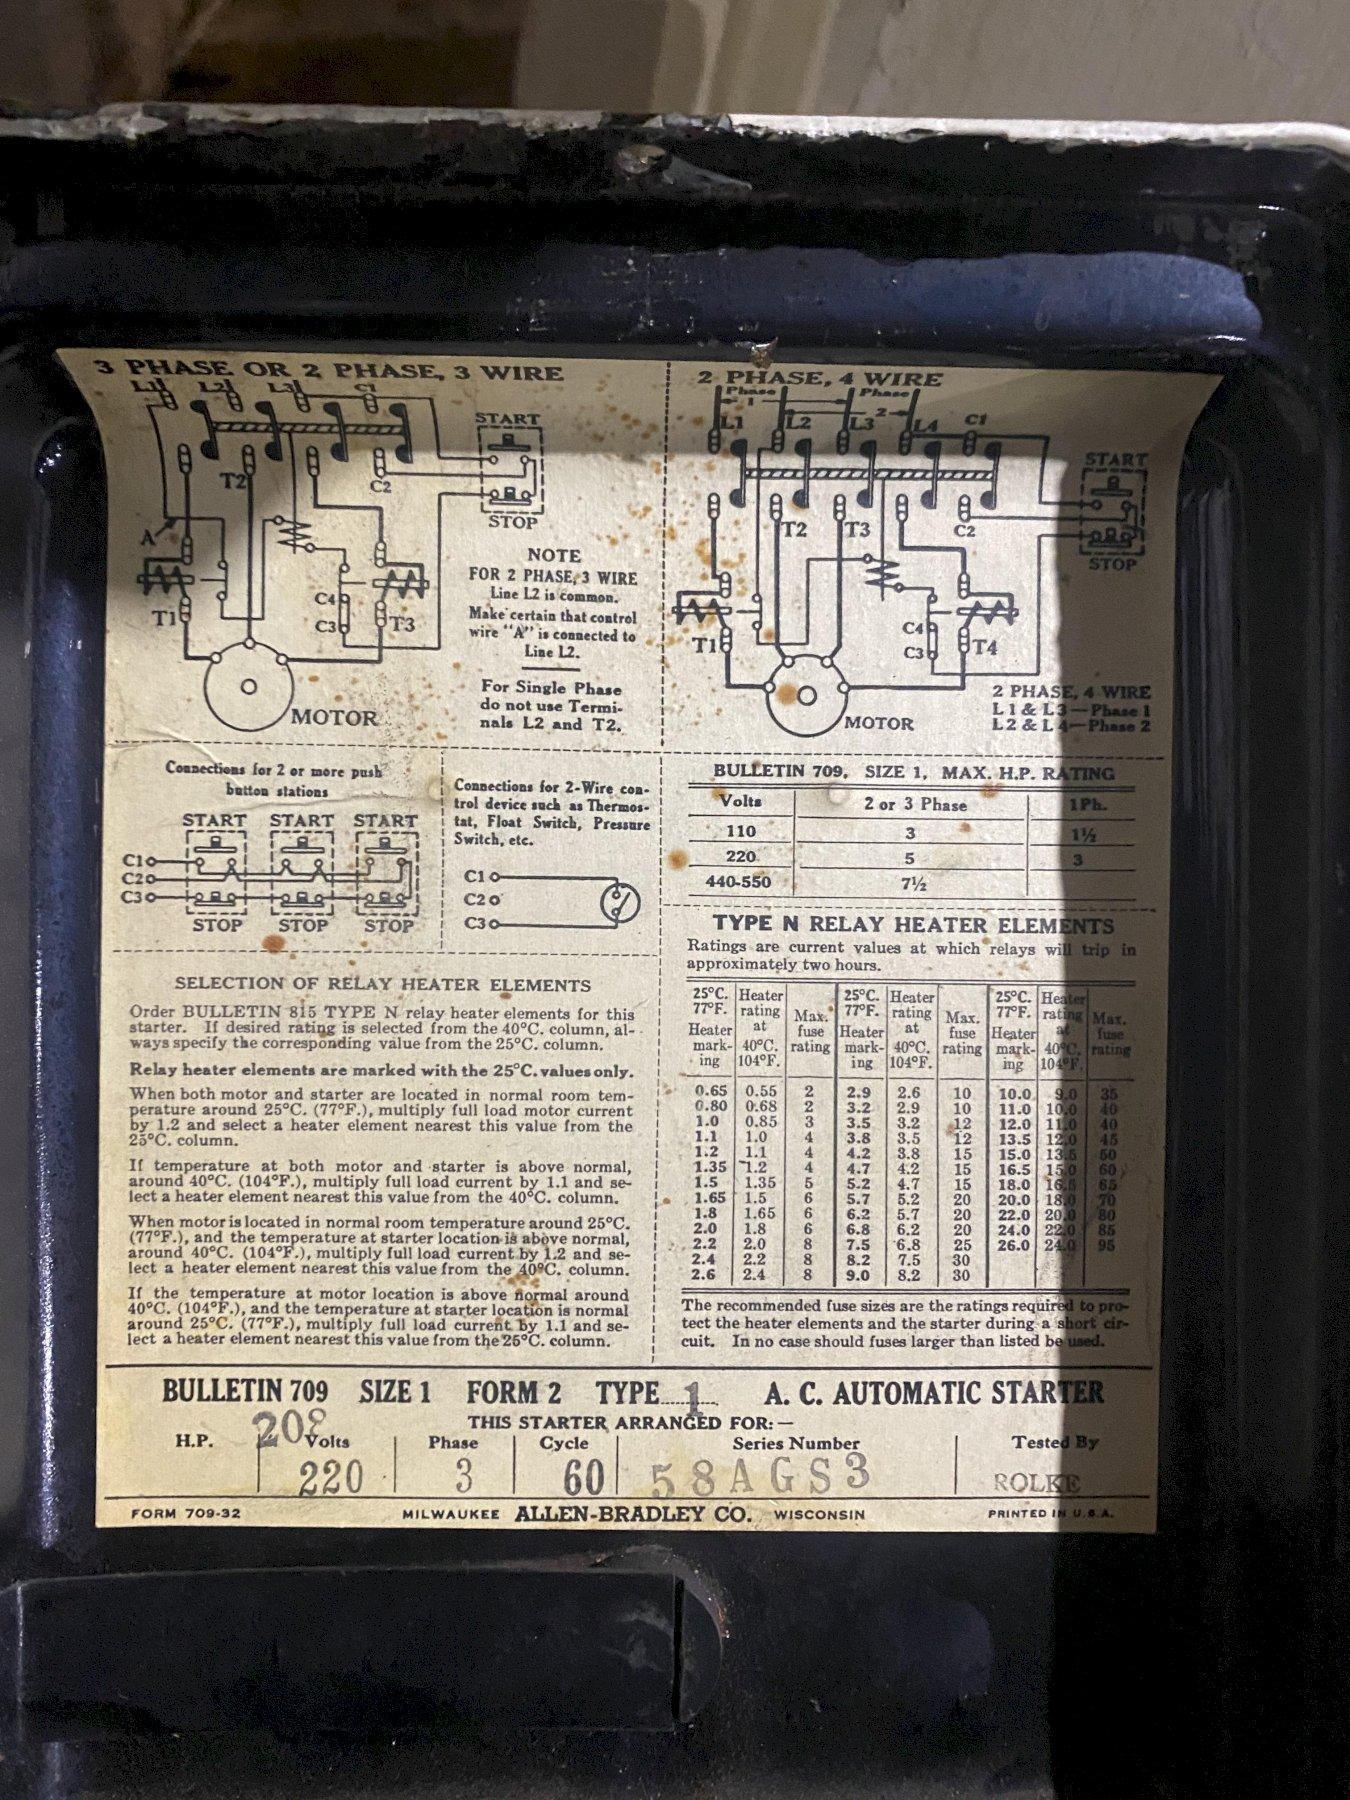 3 PHASE OR 2 PHASE, 3 WIRE
L1 L2 L3 C1
START
T2
C2
STOP
A
NOTE
FOR 2 PHASE, 3 WIRE
Line L2 is common.
Make certain that control
wire "A" is connected to
Line L2.
C4
C3
T1
T3
For Single Phase
do not use Termi-
nals L2 and T2.
MOTOR
2 PHASE, 4 WIRE
Phase 1
Phase 2
L1 L2 L3 L4 C1
START
T2 T3 C2
STOP
C4
C3
T1
T4
2 PHASE, 4 WIRE
L1 & L3—Phase 1
L2 & L4—Phase 2
MOTOR
Connections for 2 or more push
button stations
START START START
C1
C2
C3
STOP STOP STOP
Connections for 2-Wire con-
trol device such as Thermos-
tat, Float Switch, Pressure
Switch, etc.
C1
C2
C3
BULLETIN 709, SIZE 1, MAX. H.P. RATING
Volts 2 or 3 Phase 1 Ph.
110 3 1½
220 5 3
440-550 7½
TYPE N RELAY HEATER ELEMENTS
Ratings are current values at which relays will trip in
approximately two hours.
25°C. 77°F. Heater mark- ing Heater rating at 40°C. 104°F. Max. fuse rating 25°C. 77°F. Heater mark- ing Heater rating at 40°C. 104°F. Max. fuse rating 25°C. 77°F. Heater mark- ing Heater rating at 40°C. 104°F. Max. fuse rating
0.65 0.55 2 2.9 2.6 10 10.0 9.0 35
0.80 0.68 2 3.2 2.9 10 11.0 10.0 40
1.0 0.85 3 3.5 3.2 12 12.0 11.0 40
1.1 1.0 4 3.8 3.5 12 13.5 12.0 45
1.2 1.1 4 4.2 3.8 15 15.0 13.5 50
1.35 1.2 4 4.7 4.2 15 16.5 15.0 60
1.5 1.35 5 5.2 4.7 15 18.0 16.5 65
1.65 1.5 6 5.7 5.2 20 20.0 18.0 70
1.8 1.65 6 6.2 5.7 20 22.0 20.0 80
2.0 1.8 6 6.8 6.2 20 24.0 22.0 85
2.2 2.0 8 7.5 6.8 25 26.0 24.0 95
2.4 2.2 8 8.2 7.5 30
2.6 2.4 8 9.0 8.2 30
The recommended fuse sizes are the ratings required to pro-
tect the heater elements and the starter during a short cir-
cuit. In no case should fuses larger than listed be used.
SELECTION OF RELAY HEATER ELEMENTS
Order BULLETIN 815 TYPE N relay heater elements for this
starter. If desired rating is selected from the 40°C. column, al-
ways specify the corresponding value from the 25°C. column.
Relay heater elements are marked with the 25°C. values only.
When both motor and starter are located in normal room tem-
perature around 25°C. (77°F.), multiply full load motor current
by 1.2 and select a heater element nearest this value from the
25°C. column.
If temperature at both motor and starter is above normal,
around 40°C. (104°F.), multiply full load current by 1.1 and se-
lect a heater element nearest this value from the 40°C. column.
When motor is located in normal room temperature around 25°C.
(77°F.), and the temperature at starter location is above normal,
around 40°C. (104°F.), multiply full load current by 1.2 and se-
lect a heater element nearest this value from the 40°C. column.
If the temperature at motor location is above normal around
40°C. (104°F.), and the temperature at starter location is normal
around 25°C. (77°F.), multiply full load current by 1.1 and se-
lect a heater element nearest this value from the 25°C. column.
BULLETIN 709 SIZE 1 FORM 2 TYPE 1 A. C. AUTOMATIC STARTER
THIS STARTER ARRANGED FOR:—
H.P. Volts Phase Cycle Series Number Tested By
208
220 3 60 58AGS3 ROLKE
FORM 709-32 MILWAUKEE ALLEN-BRADLEY CO. WISCONSIN PRINTED IN U.S.A.